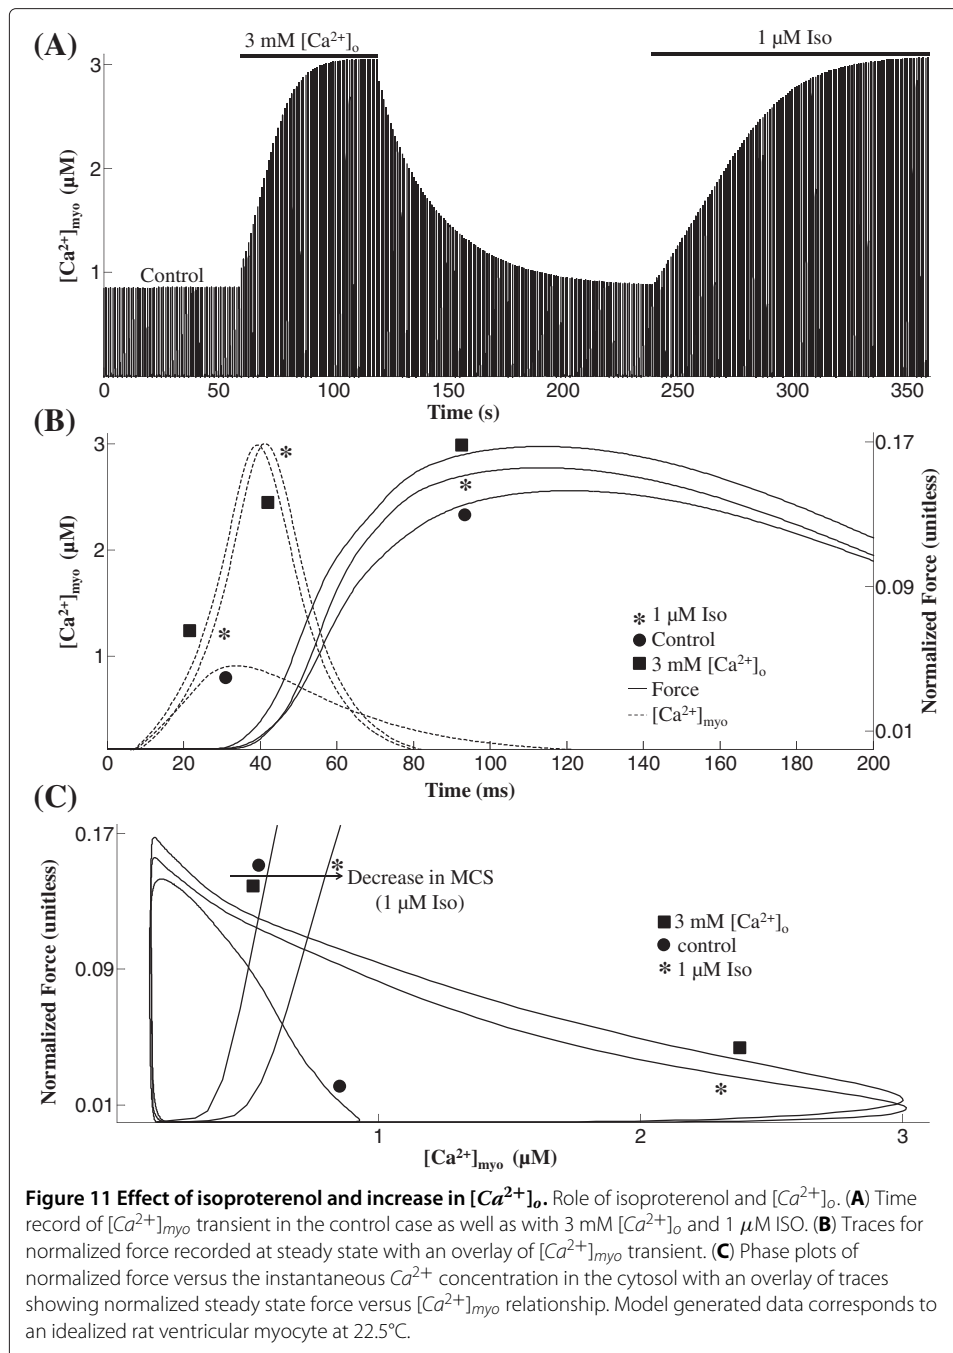 (A)
3 mM [Ca²⁺]ₒ
1 µM Iso
[Ca²⁺]myo (µM)
3
2
1
Control
0 50 100 150 200 250 300 350
Time (s)
(B)
[Ca²⁺]myo (µM)
3
2
1
0.17
0.09
0.01
Normalized Force (unitless)
* 1 µM Iso
● Control
■ 3 mM [Ca²⁺]ₒ
Force
[Ca²⁺]myo
0 20 40 60 80 100 120 140 160 180 200
Time (ms)
(C)
Normalized Force (unitless)
0.17
0.09
0.01
Decrease in MCS
(1 µM Iso)
■ 3 mM [Ca²⁺]ₒ
● control
* 1 µM Iso
1 2 3
[Ca²⁺]myo (µM)
Figure 11 Effect of isoproterenol and increase in [Ca²⁺]ₒ. Role of isoproterenol and [Ca²⁺]ₒ. (A) Time
record of [Ca²⁺]myo transient in the control case as well as with 3 mM [Ca²⁺]ₒ and 1 µM ISO. (B) Traces for
normalized force recorded at steady state with an overlay of [Ca²⁺]myo transient. (C) Phase plots of
normalized force versus the instantaneous Ca²⁺ concentration in the cytosol with an overlay of traces
showing normalized steady state force versus [Ca²⁺]myo relationship. Model generated data corresponds to
an idealized rat ventricular myocyte at 22.5°C.